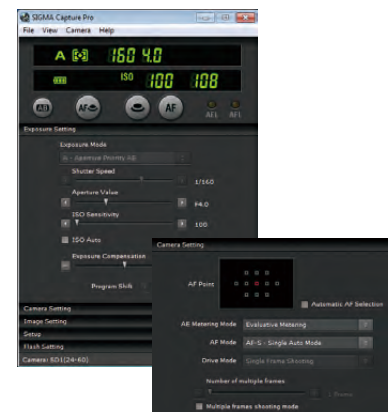 SIGMA Capture Pro
File View Camera Help
A 160 4.0
ISO 100 108
AF AF AEL AFL
Exposure Setting
Exposure Mode
A - Aperture Priority AE
Shutter Speed
1/160
Aperture Value
F4.0
ISO Sensitivity
100
ISO Auto
Exposure Compensation
Program Shift
Camera Setting
Image Setting
Setup
Flash Setting
Camera: SD1(24-60)
Camera Setting
AF Point
Automatic AF Selection
AE Metering Mode Evaluative Metering
AF Mode AF-S - Single Auto Mode
Drive Mode Single Frame Shooting
Number of multiple frames
Multiple frames shooting mode